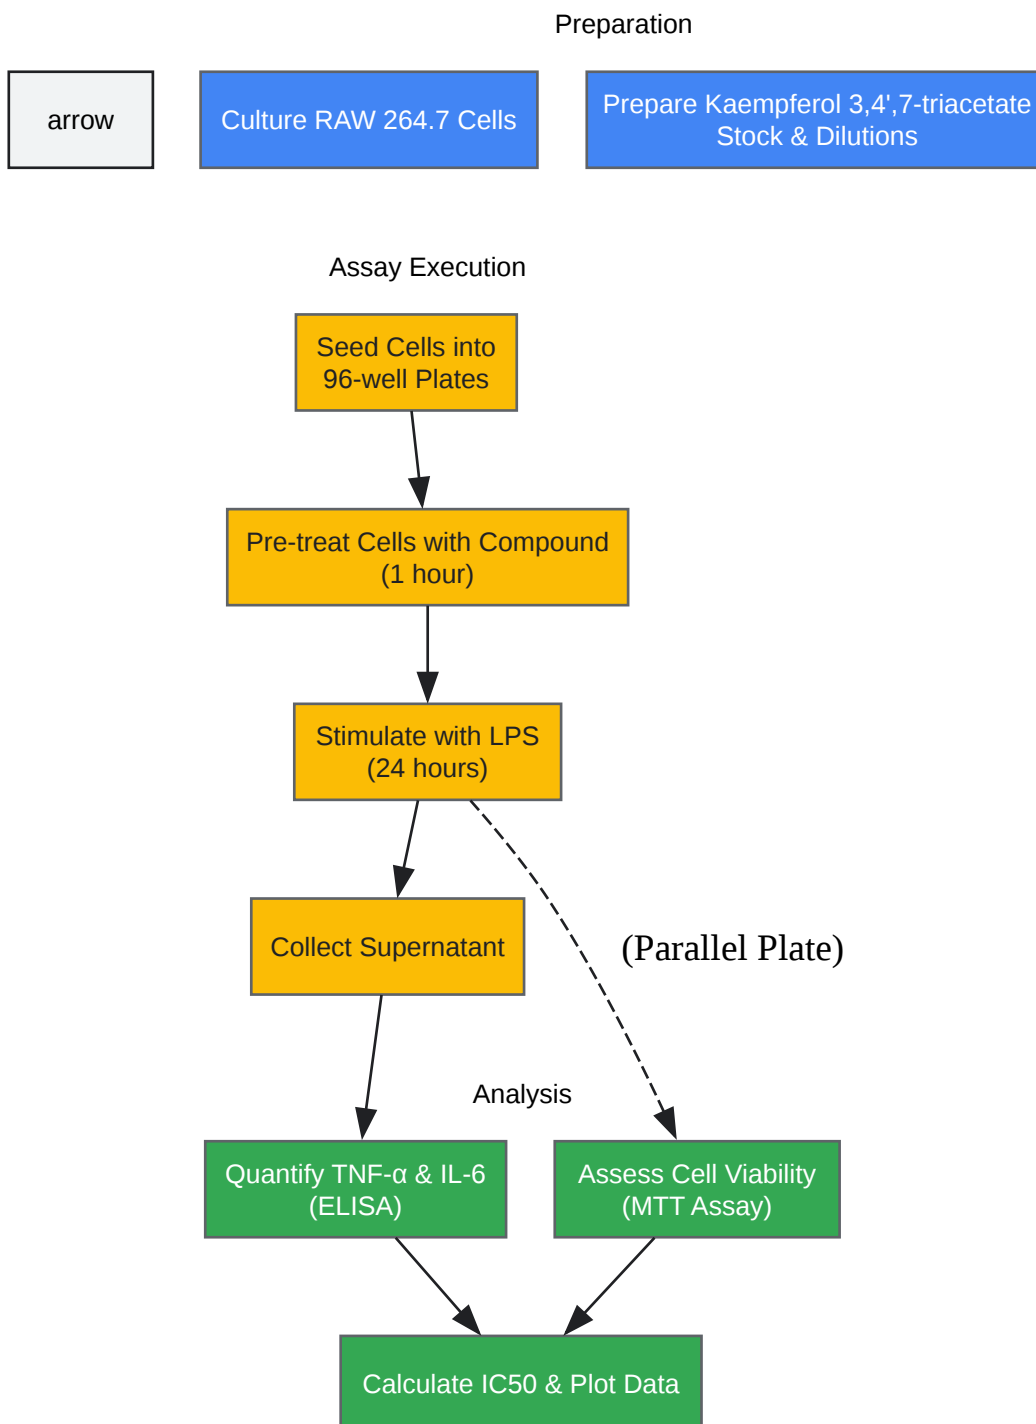 Preparation
arrow
Culture RAW 264.7 Cells
Prepare Kaempferol 3,4',7-triacetate
Stock & Dilutions
Assay Execution
Seed Cells into
96-well Plates
Pre-treat Cells with Compound
(1 hour)
Stimulate with LPS
(24 hours)
Collect Supernatant
(Parallel Plate)
Analysis
Quantify TNF-α & IL-6
(ELISA)
Assess Cell Viability
(MTT Assay)
Calculate IC50 & Plot Data